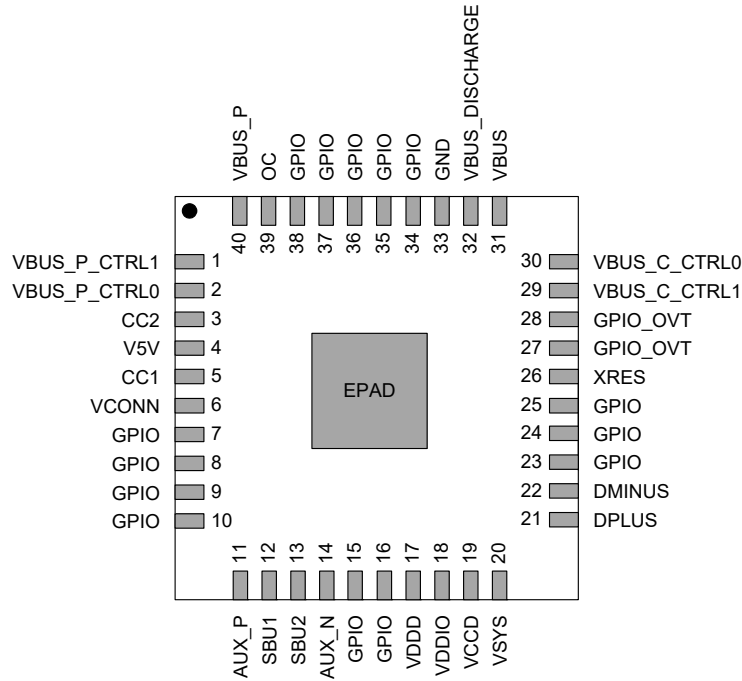 VBUS_P
OC
GPIO
GPIO
GPIO
GPIO
GPIO
GND
VBUS_DISCHARGE
VBUS
40
39
38
37
36
35
34
33
32
31
VBUS_P_CTRL1 1
VBUS_P_CTRL0 2
CC2 3
V5V 4
CC1 5
VCONN 6
GPIO 7
GPIO 8
GPIO 9
GPIO 10
EPAD
30 VBUS_C_CTRL0
29 VBUS_C_CTRL1
28 GPIO_OVT
27 GPIO_OVT
26 XRES
25 GPIO
24 GPIO
23 GPIO
22 DMINUS
21 DPLUS
11
12
13
14
15
16
17
18
19
20
AUX_P
SBU1
SBU2
AUX_N
GPIO
GPIO
VDDD
VDDIO
VCCD
VSYS